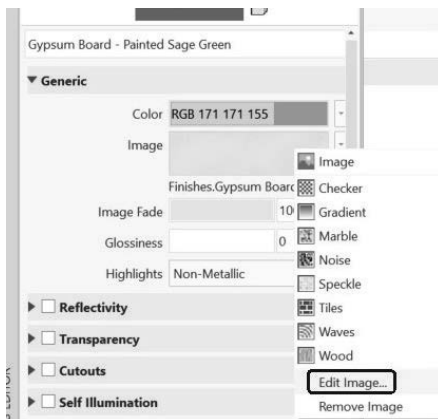 Gypsum Board - Painted Sage Green
Generic
Color RGB 171 171 155
Image
Finishes.Gypsum Board
Image Fade
Glossiness 0
Highlights Non-Metallic
Reflectivity
Transparency
Cutouts
Self Illumination
Image
Checker
Gradient
Marble
Noise
Speckle
Tiles
Waves
Wood
Edit Image...
Remove Image
EDITOR